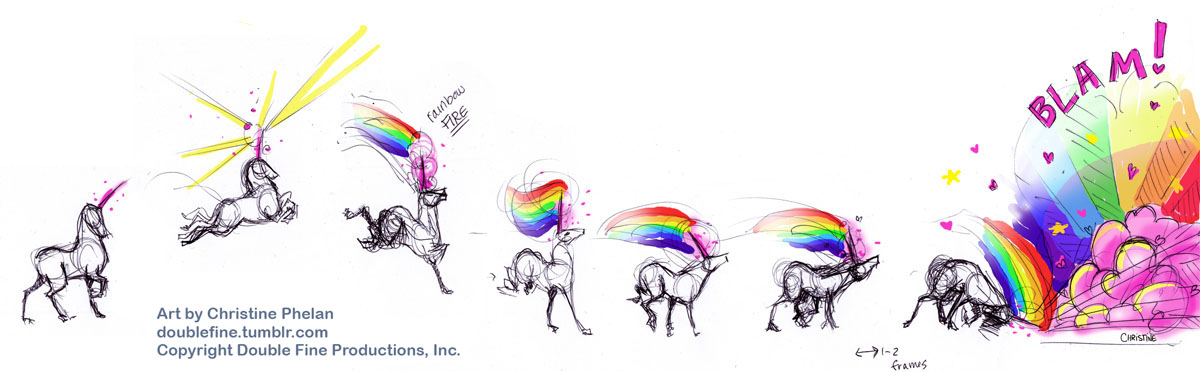 rainbow
FIRE
BLAM!
Art by Christine Phelan
doublefine.tumblr.com
Copyright Double Fine Productions, Inc.
1-2
frames
CHRISTINE